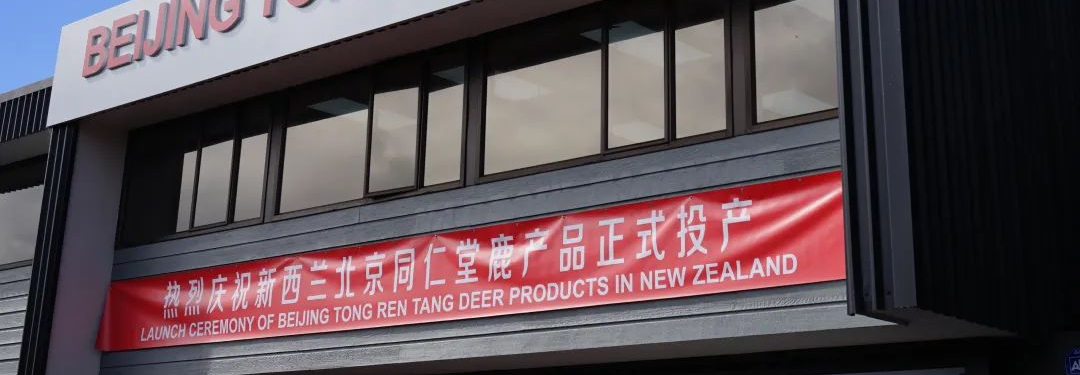 BEIJING TO
热烈庆祝新西兰北京同仁堂鹿产品正式投产
LAUNCH CEREMONY OF BEIJING TONG REN TANG DEER PRODUCTS IN NEW ZEALAND